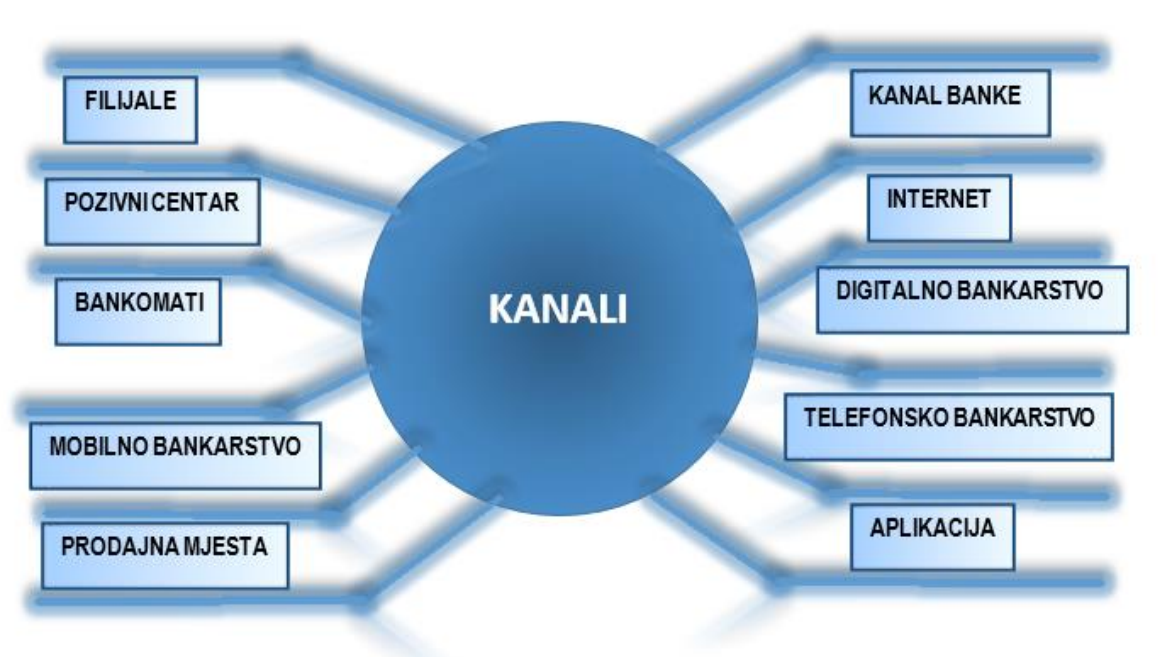 FILIJALE
POZIVNI CENTAR
BANKOMATI
MOBILNO BANKARSTVO
PRODAJNA MJESTA
KANALI
KANAL BANKE
INTERNET
DIGITALNO BANKARSTVO
TELEFONSKO BANKARSTVO
APLIKACIJA